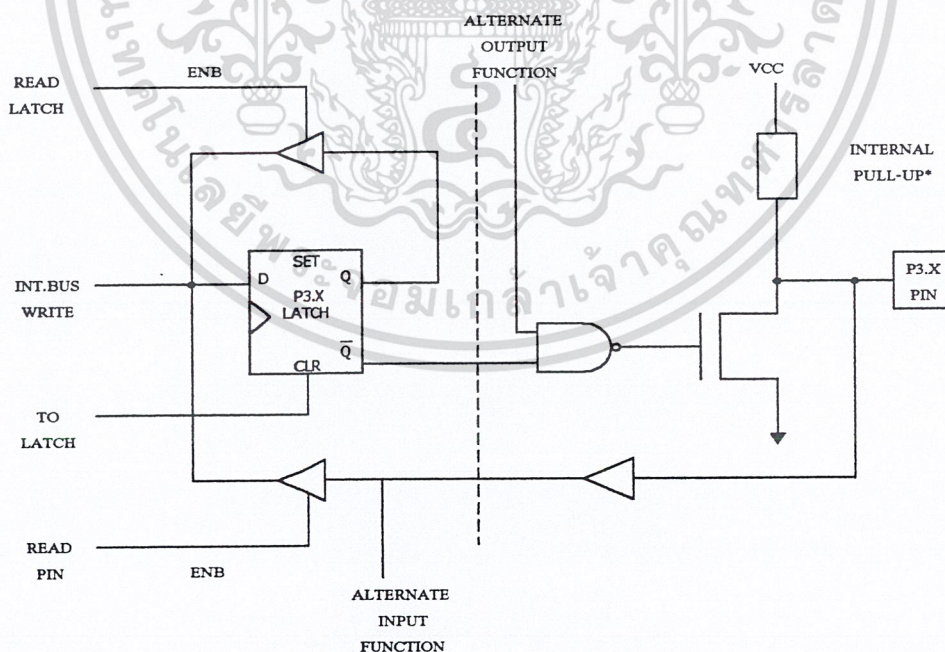 ALTERNATE
OUTPUT
FUNCTION
ENB
READ
LATCH
VCC
INTERNAL
PULL-UP*
SET
D
Q
P3.X
LATCH
Q̅
CLR
INT.BUS
WRITE
P3.X
PIN
TO
LATCH
READ
PIN
ENB
ALTERNATE
INPUT
FUNCTION